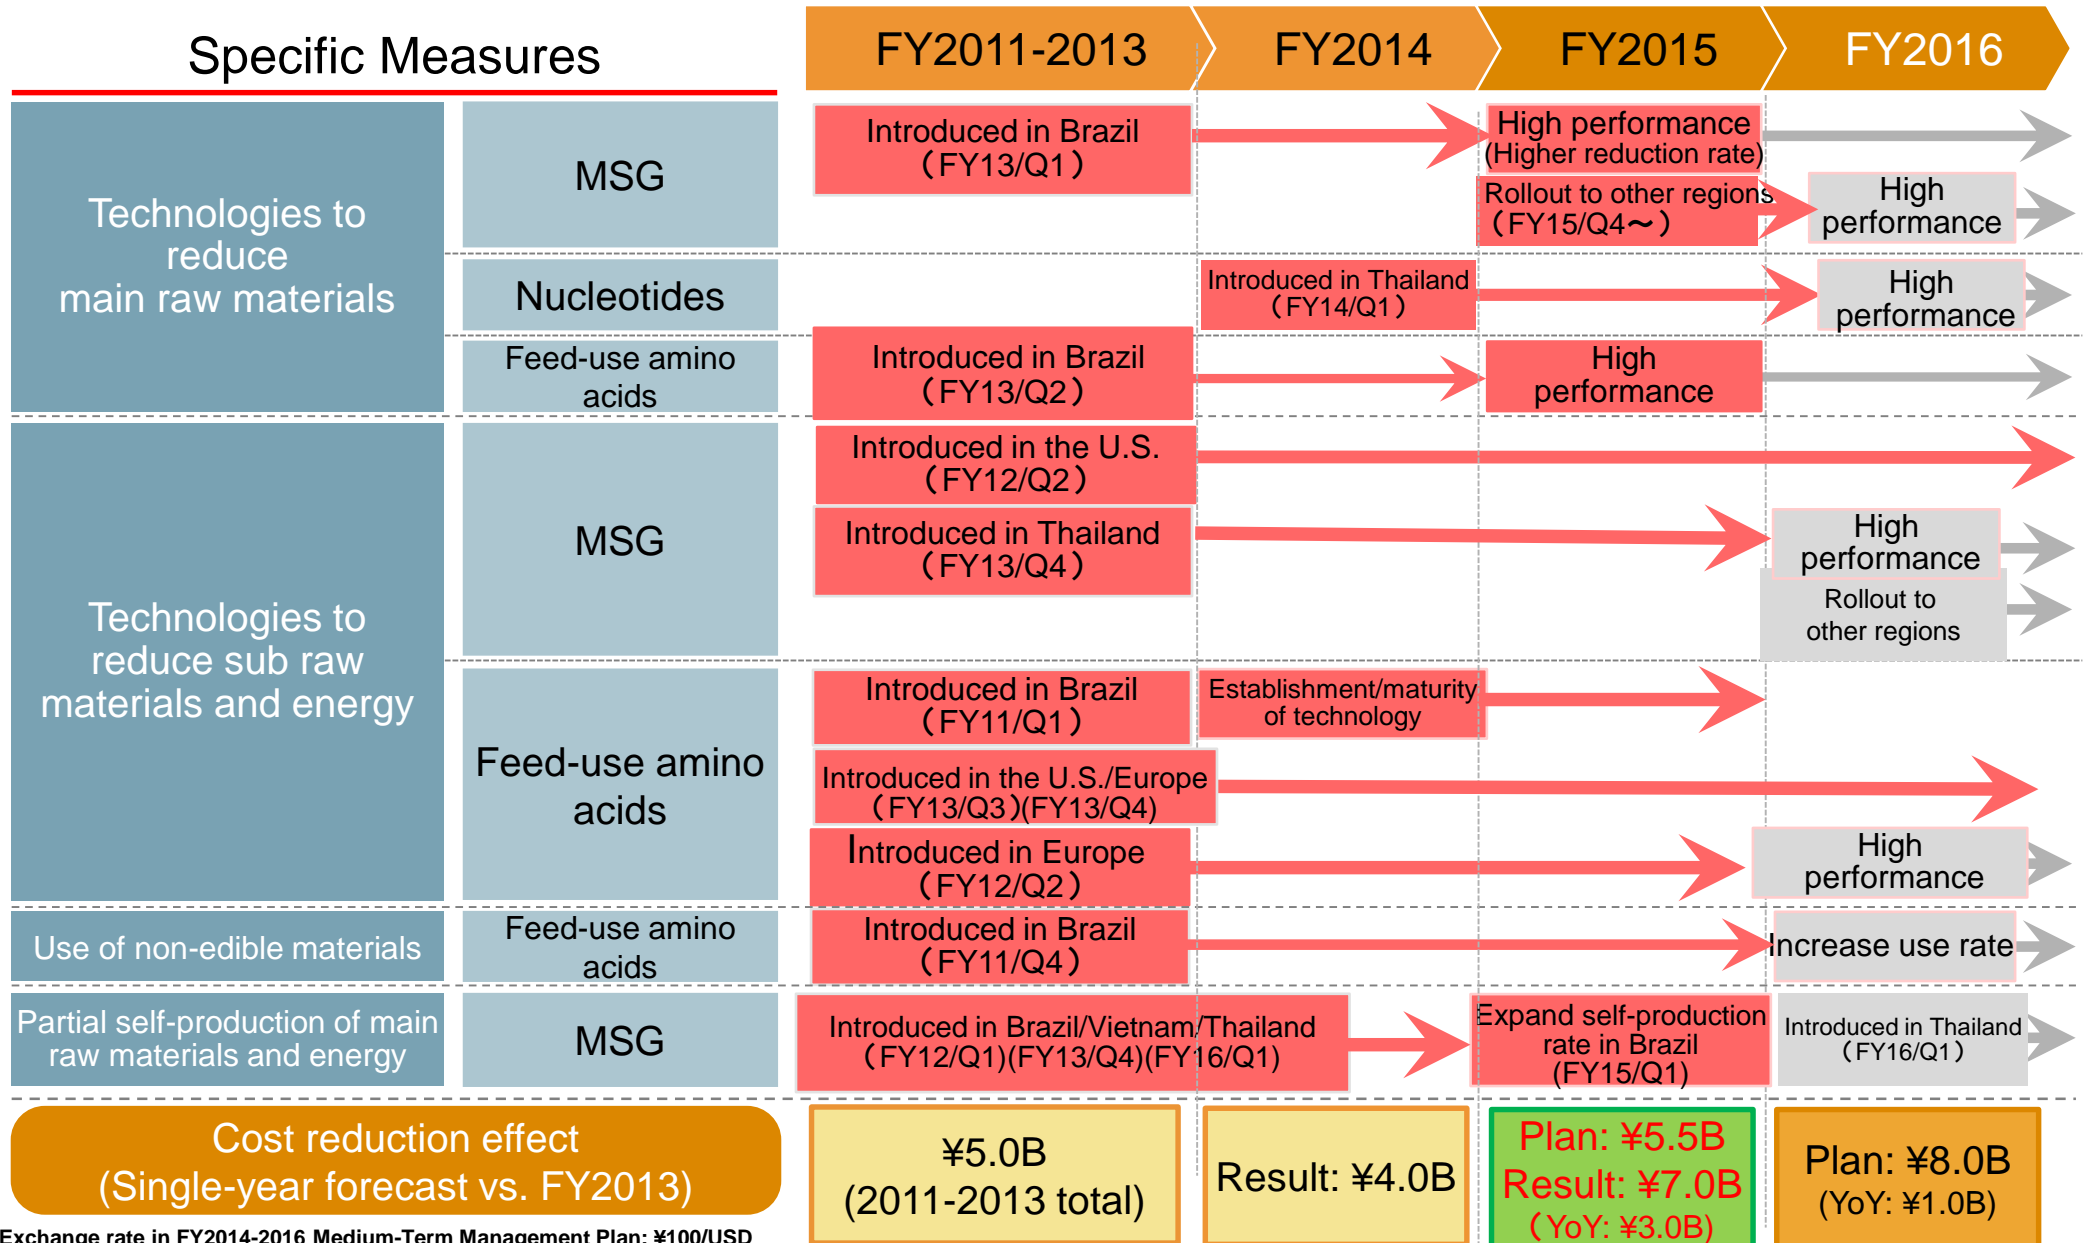 Specific Measures
FY2011-2013
FY2014
FY2015
FY2016
Technologies to
reduce
main raw materials
MSG
Introduced in Brazil
（FY13/Q1）
High performance
(Higher reduction rate)
Rollout to other regions
（FY15/Q4～）
High
performance
Nucleotides
Introduced in Thailand
（FY14/Q1）
High
performance
Feed-use amino
acids
Introduced in Brazil
（FY13/Q2）
High
performance
Technologies to
reduce sub raw
materials and energy
MSG
Introduced in the U.S.
（FY12/Q2）
Introduced in Thailand
（FY13/Q4）
High
performance
Rollout to
other regions
Feed-use amino
acids
Introduced in Brazil
（FY11/Q1）
Establishment/maturity
of technology
Introduced in the U.S./Europe
（FY13/Q3）(FY13/Q4)
Introduced in Europe
（FY12/Q2）
High
performance
Use of non-edible materials
Feed-use amino
acids
Introduced in Brazil
（FY11/Q4）
Increase use rate
Partial self-production of main
raw materials and energy
MSG
Introduced in Brazil/Vietnam/Thailand
（FY12/Q1)(FY13/Q4)(FY16/Q1）
Expand self-production
rate in Brazil
(FY15/Q1)
Introduced in Thailand
（FY16/Q1）
Cost reduction effect
(Single-year forecast vs. FY2013)
¥5.0B
(2011-2013 total)
Result: ¥4.0B
Plan: ¥5.5B
Result: ¥7.0B
（YoY: ¥3.0B)
Plan: ¥8.0B
(YoY: ¥1.0B)
Exchange rate in FY2014-2016 Medium-Term Management Plan: ¥100/USD